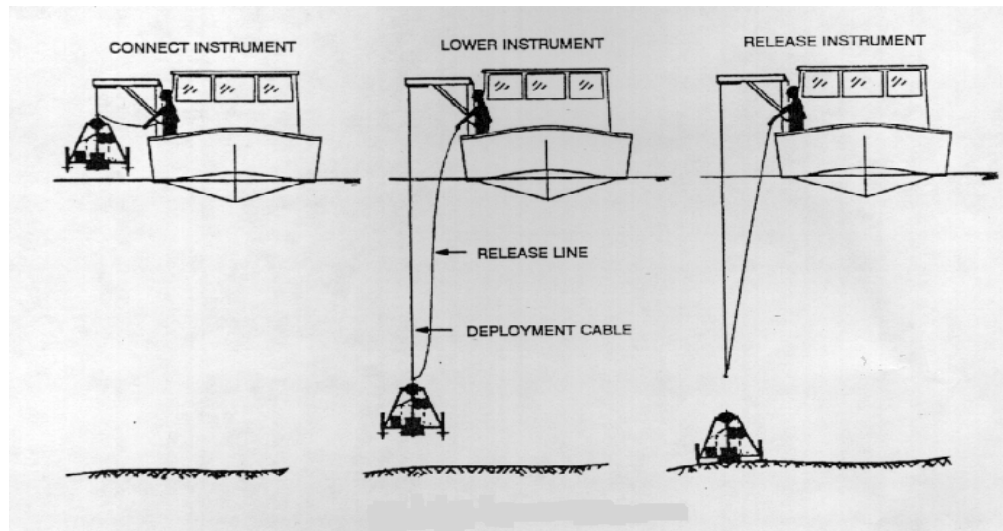 CONNECT INSTRUMENT
LOWER INSTRUMENT
RELEASE INSTRUMENT
RELEASE LINE
DEPLOYMENT CABLE